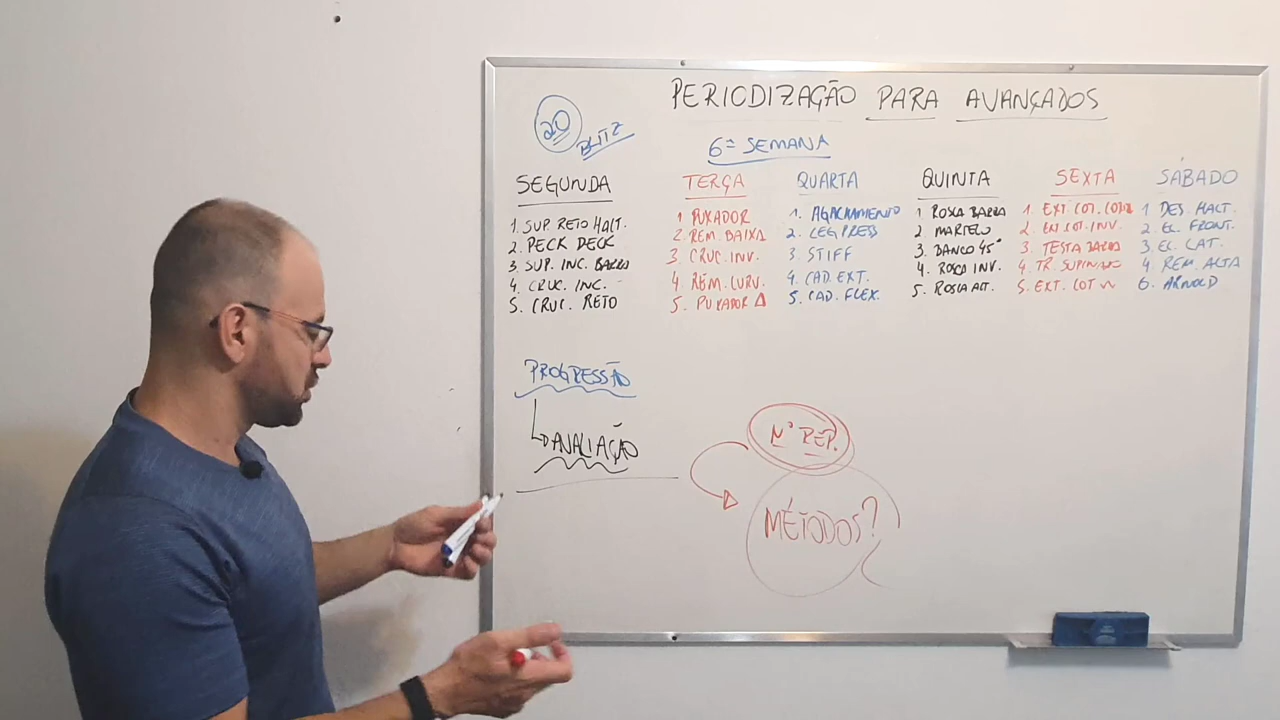 PERIODIZAÇÃO PARA AVANÇADOS
20
BLITZ
6ª SEMANA
SEGUNDA
1. SUP. RETO HALT.
2. PECK DECK
3. SUP. INC. BARRA
4. CRUC. INC.
5. CRUC. RETO
TERÇA
1 PUXADOR
2. REM. BAIXA
3. CRUC. INV.
4. REM. CURV.
5. PUXADOR Δ
QUARTA
1. AGACHAMENTO
2. LEG PRESS
3. STIFF
4. CAD. EXT.
5. CAD. FLEX.
QUINTA
1 ROSCA BARRA
2. MARTELO
3. BANCO 45°
4. ROSCA INV.
5. ROSCA ALT.
SEXTA
1. EXT. COT. CORDA
2. EXT COT. INV.
3. TESTA BARRA
4. TR. SUPINADO
5. EXT. COT W
SÁBADO
1 DES. HALT.
2. EL. FRONT.
3. EL. LAT.
4. REM. ALTA
6. ARNOLD
PROGRESSÃO
AVALIAÇÃO
Nº REP.
MÉTODOS?